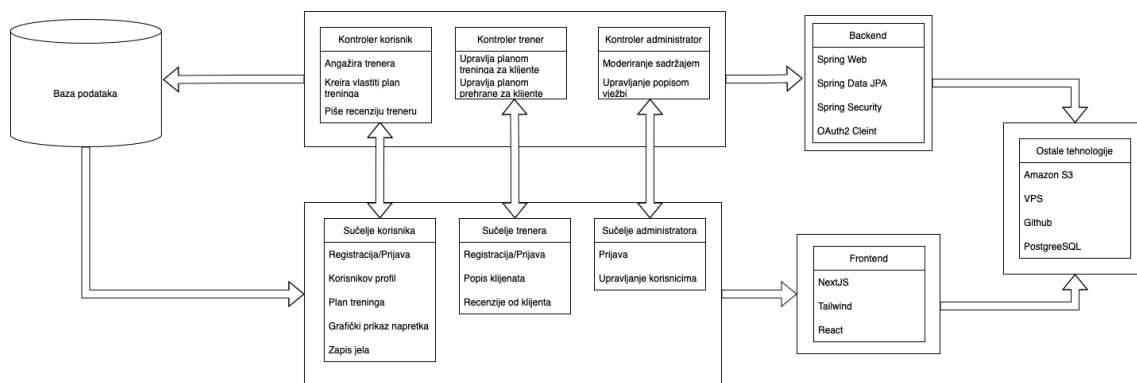 Baza podataka
Kontroler korisnik
Angažira trenera
Kreira vlastiti plan
treninga
Piše recenziju treneru
Kontroler trener
Upravlja planom
treninga za klijente
Upravlja planom
prehrane za klijente
Kontroler administrator
Moderiranje sadržajem
Upravljanje popisom
vježbi
Backend
Spring Web
Spring Data JPA
Spring Security
OAuth2 Cleint
Ostale tehnologije
Amazon S3
VPS
Github
PostgreeSQL
Sučelje korisnika
Registracija/Prijava
Korisnikov profil
Plan treninga
Grafički prikaz napretka
Zapis jela
Sučelje trenera
Registracija/Prijava
Popis klijenata
Recenzije od klijenta
Sučelje administratora
Prijava
Upravljanje korisnicima
Frontend
NextJS
Tailwind
React